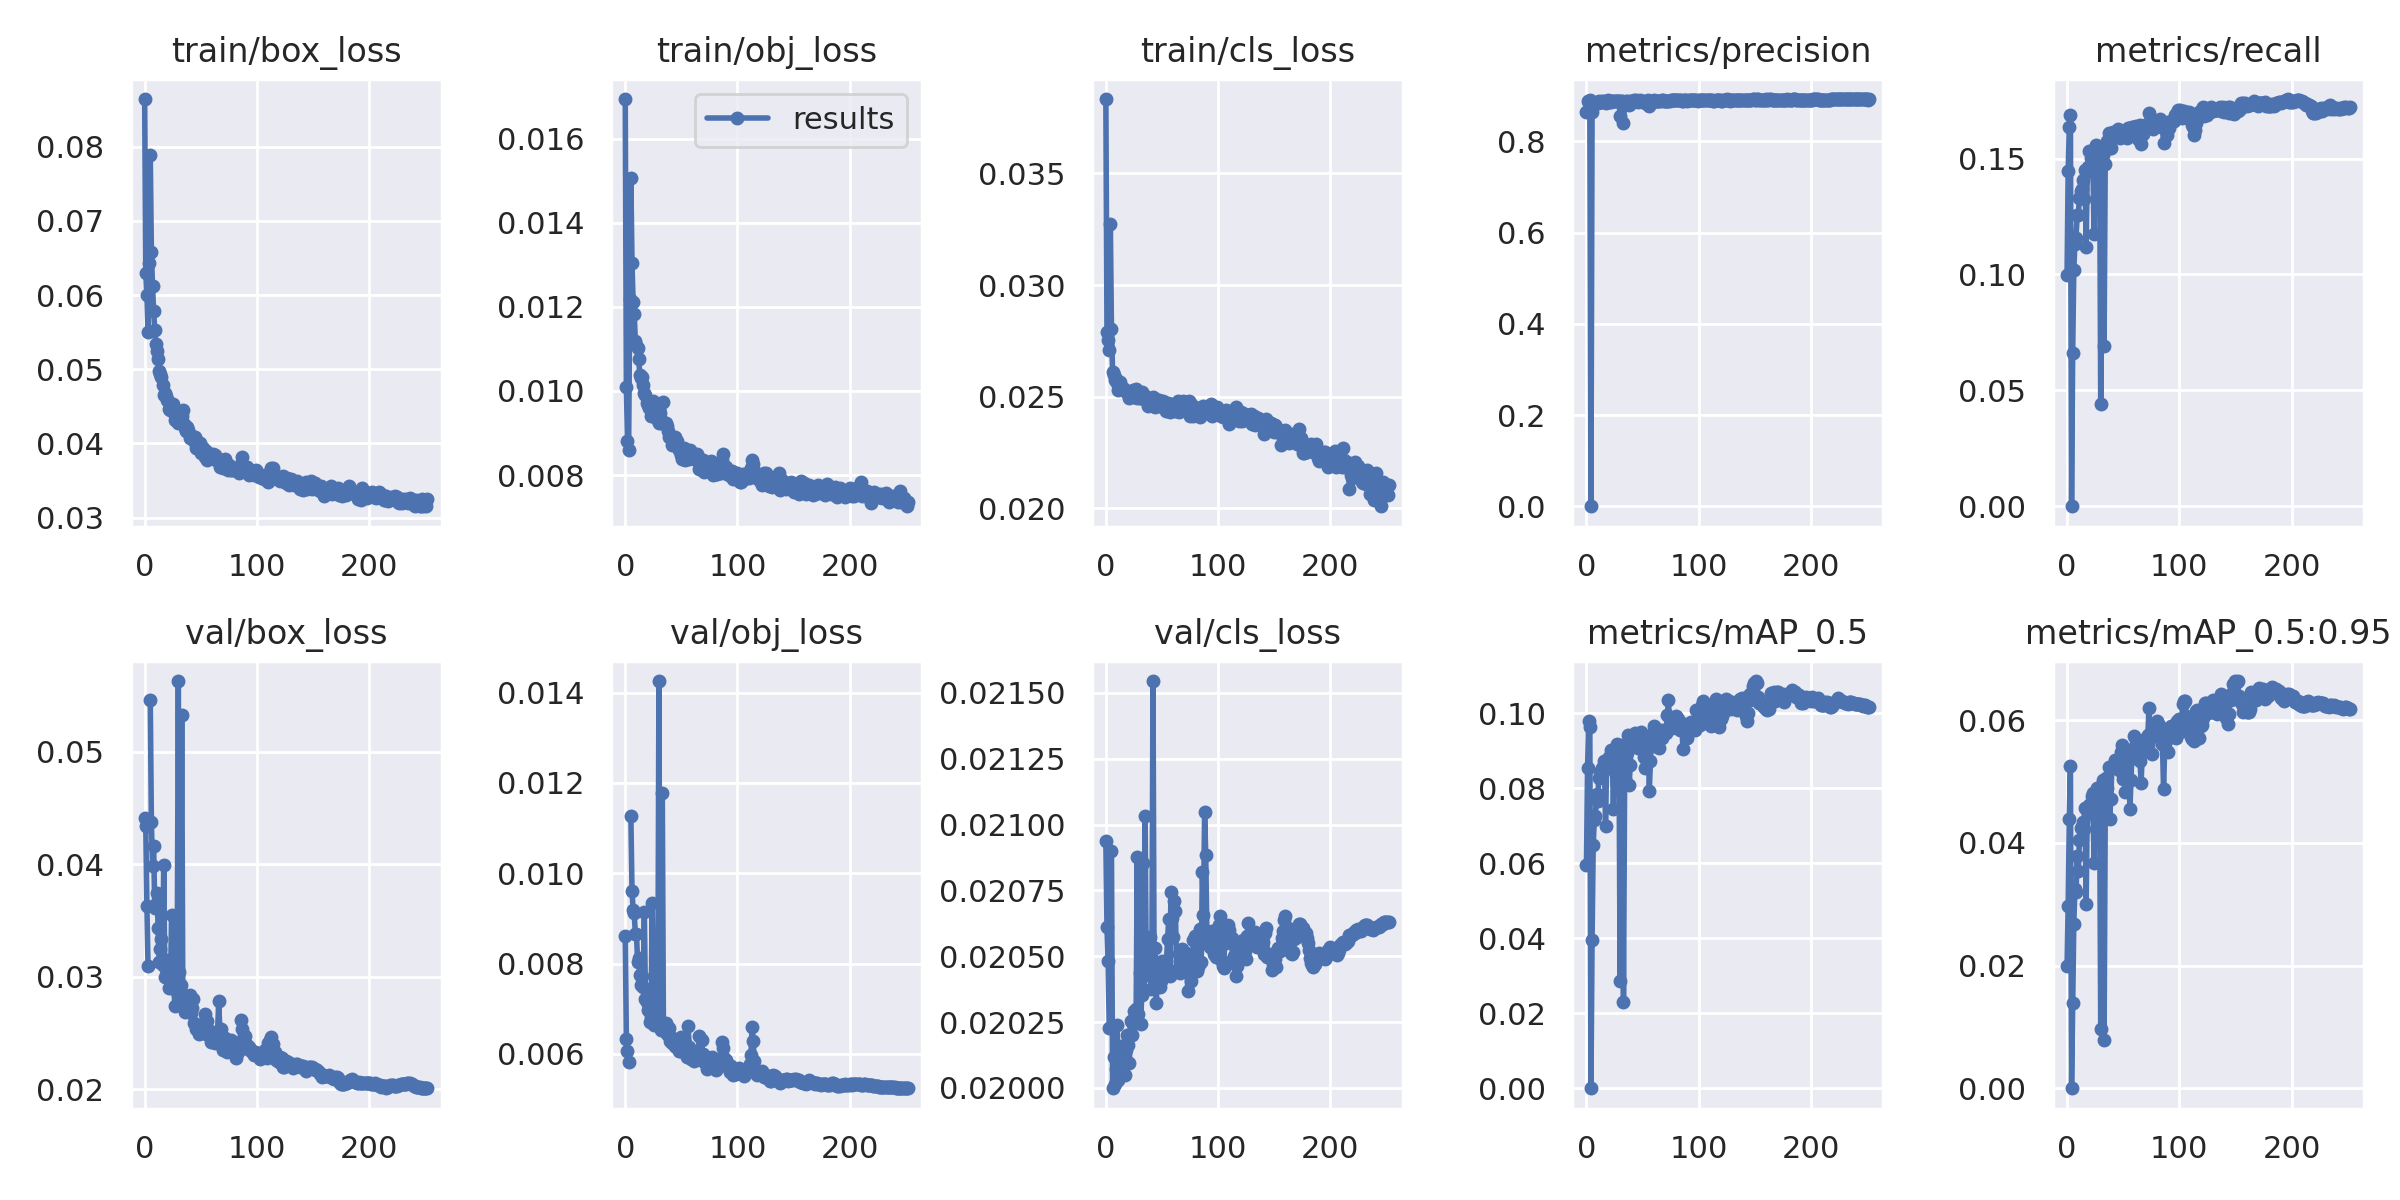 train/box_loss
0.08
0.07
0.06
0.05
0.04
0.03
0 100 200
train/obj_loss
results
0.016
0.014
0.012
0.010
0.008
0 100 200
train/cls_loss
0.035
0.030
0.025
0.020
0 100 200
metrics/precision
0.8
0.6
0.4
0.2
0.0
0 100 200
metrics/recall
0.15
0.10
0.05
0.00
0 100 200
val/box_loss
0.05
0.04
0.03
0.02
0 100 200
val/obj_loss
0.014
0.012
0.010
0.008
0.006
0 100 200
val/cls_loss
0.02150
0.02125
0.02100
0.02075
0.02050
0.02025
0.02000
0 100 200
metrics/mAP_0.5
0.10
0.08
0.06
0.04
0.02
0.00
0 100 200
metrics/mAP_0.5:0.95
0.06
0.04
0.02
0.00
0 100 200